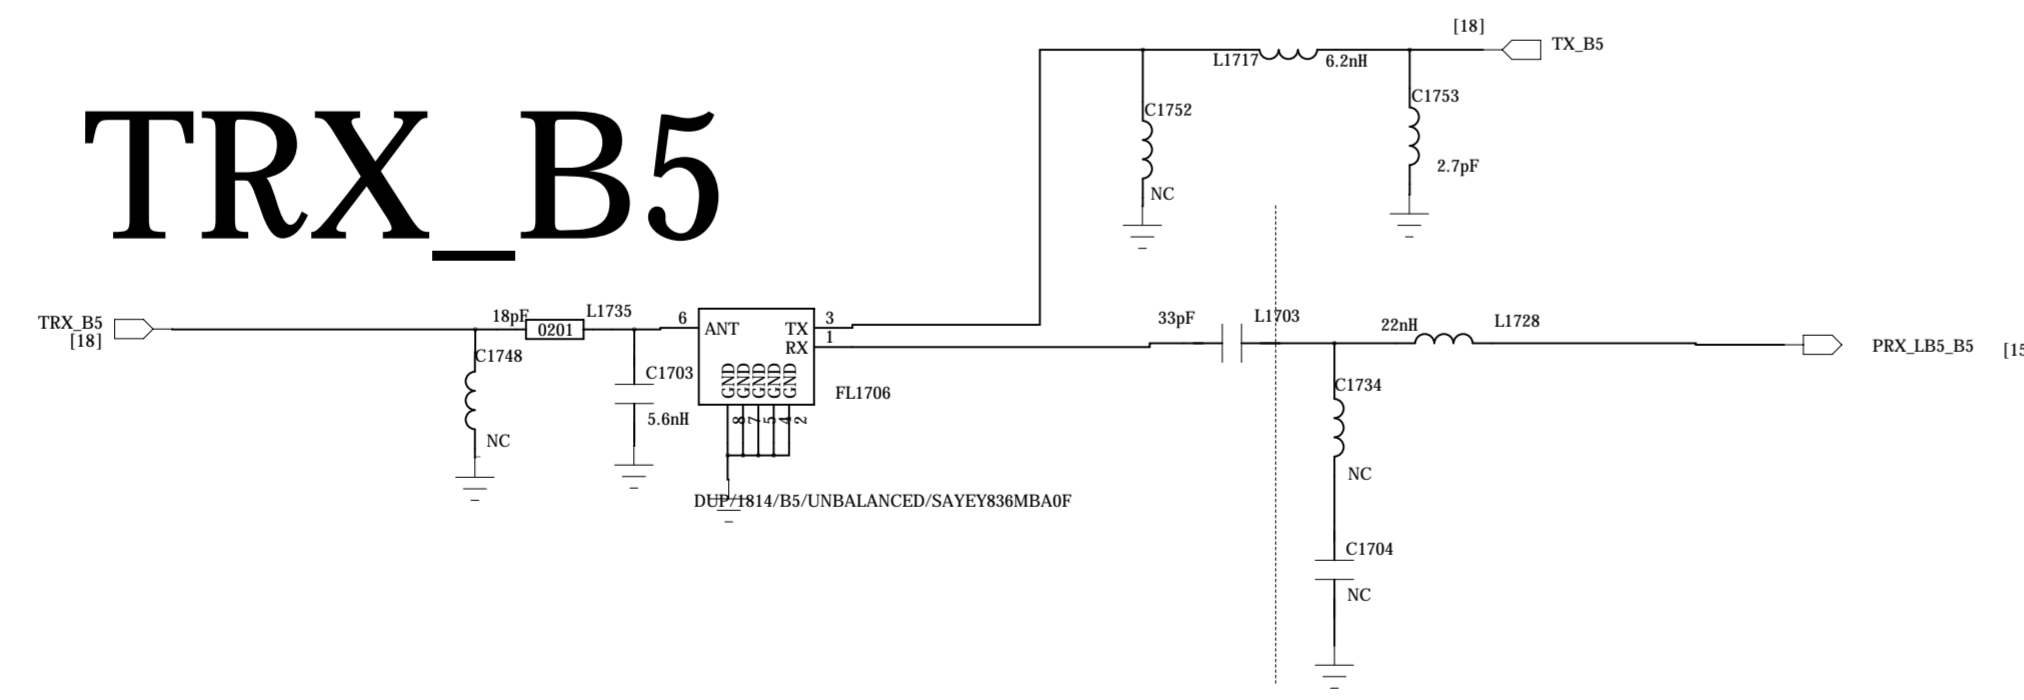 [18]
TX_B5
L1717
6.2nH
C1753
C1752
2.7pF
NC
TRX_B5
TRX_B5
[18]
18pF
0201
L1735
C1748
NC
C1703
5.6nH
6
ANT
TX
3
RX
1
GND
GND
GND
GND
GND
8
7
5
4
2
FL1706
DUP/1814/B5/UNBALANCED/SAYEY836MBA0F
33pF
L1703
22nH
L1728
PRX_LB5_B5
[15
C1734
NC
C1704
NC